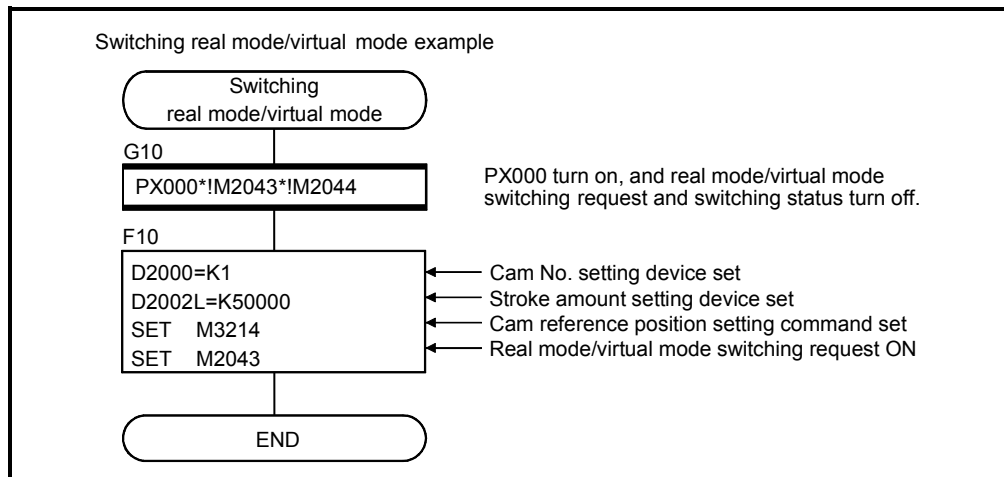 Switching real mode/virtual mode example
Switching
real mode/virtual mode
G10
PX000*!M2043*!M2044
PX000 turn on, and real mode/virtual mode
switching request and switching status turn off.
F10
D2000=K1
Cam No. setting device set
D2002L=K50000
Stroke amount setting device set
SET M3214
Cam reference position setting command set
SET M2043
Real mode/virtual mode switching request ON
END